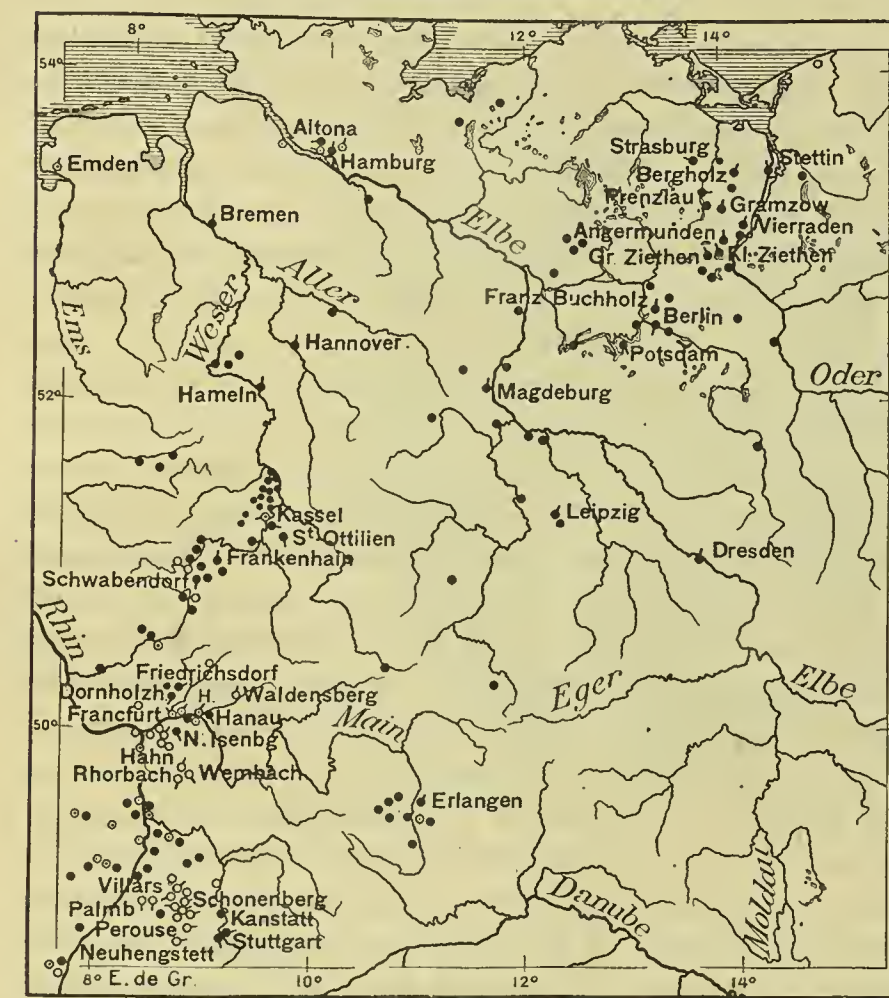 8°
12°
14°
54°
Altona
Hamburg
Emden
Strasburg
Stettin
Bergholz
Prenzlau
Gramzow
Bremen
Elbe
Vierraden
Angermunden
Gr. Ziethen
Kl. Ziethen
Aller
Weser
Ems
Franz Buchholz
Berlin
Hannover
Potsdam
Oder
52°
Hameln
Magdeburg
Kassel
Leipzig
St Ottilien
Frankenhain
Dresden
Schwabendorf
Rhin
Friedrichsdorf
Dornholzh.
H.
Waldensberg
Eger
Elbe
Francfurt
Hanau
Main
50°
N. Isenbg
Hahn
Rhorbach
Wembach
Erlangen
Villars
Schonenberg
Palmb
Kanstatt
Danube
Moldau
Perouse
Stuttgart
Neuhengstett
8° E. de Gr.
10°
12°
14°